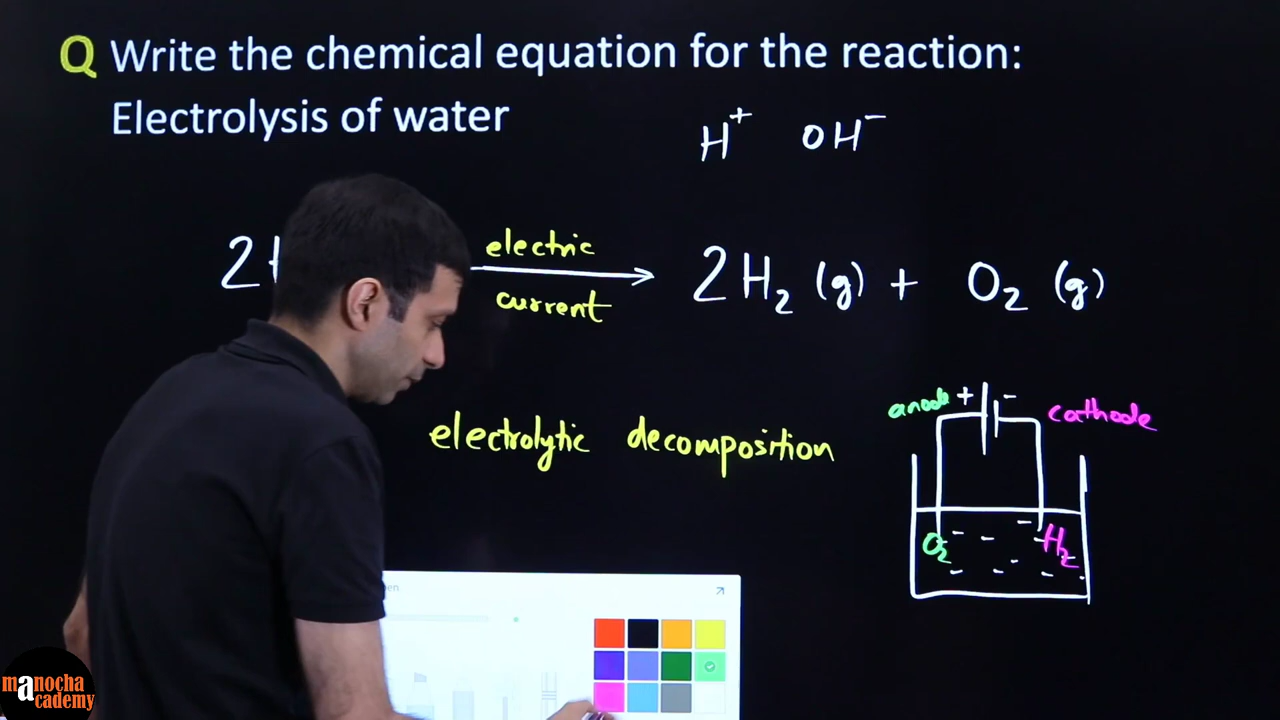 Q Write the chemical equation for the reaction:
Electrolysis of water
H⁺ OH⁻
2H electric current → 2H₂ (g) + O₂ (g)
electrolytic decomposition
anode + - cathode
O₂ H₂
manocha
academy